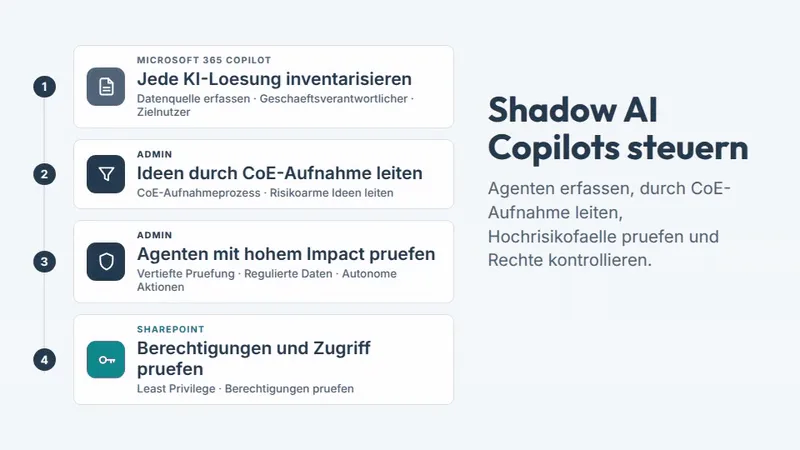 1
MICROSOFT 365 COPILOT
Jede KI-Loesung inventarisieren
Datenquelle erfassen · Geschaeftsverantwortlicher ·
Zielnutzer
2
ADMIN
Ideen durch CoE-Aufnahme leiten
CoE-Aufnahmeprozess · Risikoarme Ideen leiten
3
ADMIN
Agenten mit hohem Impact pruefen
Vertiefte Pruefung · Regulierte Daten · Autonome
Aktionen
4
SHAREPOINT
Berechtigungen und Zugriff
pruefen
Least Privilege · Berechtigungen pruefen
Shadow AI
Copilots steuern
Agenten erfassen, durch CoE-
Aufnahme leiten,
Hochrisikofaelle pruefen und
Rechte kontrollieren.